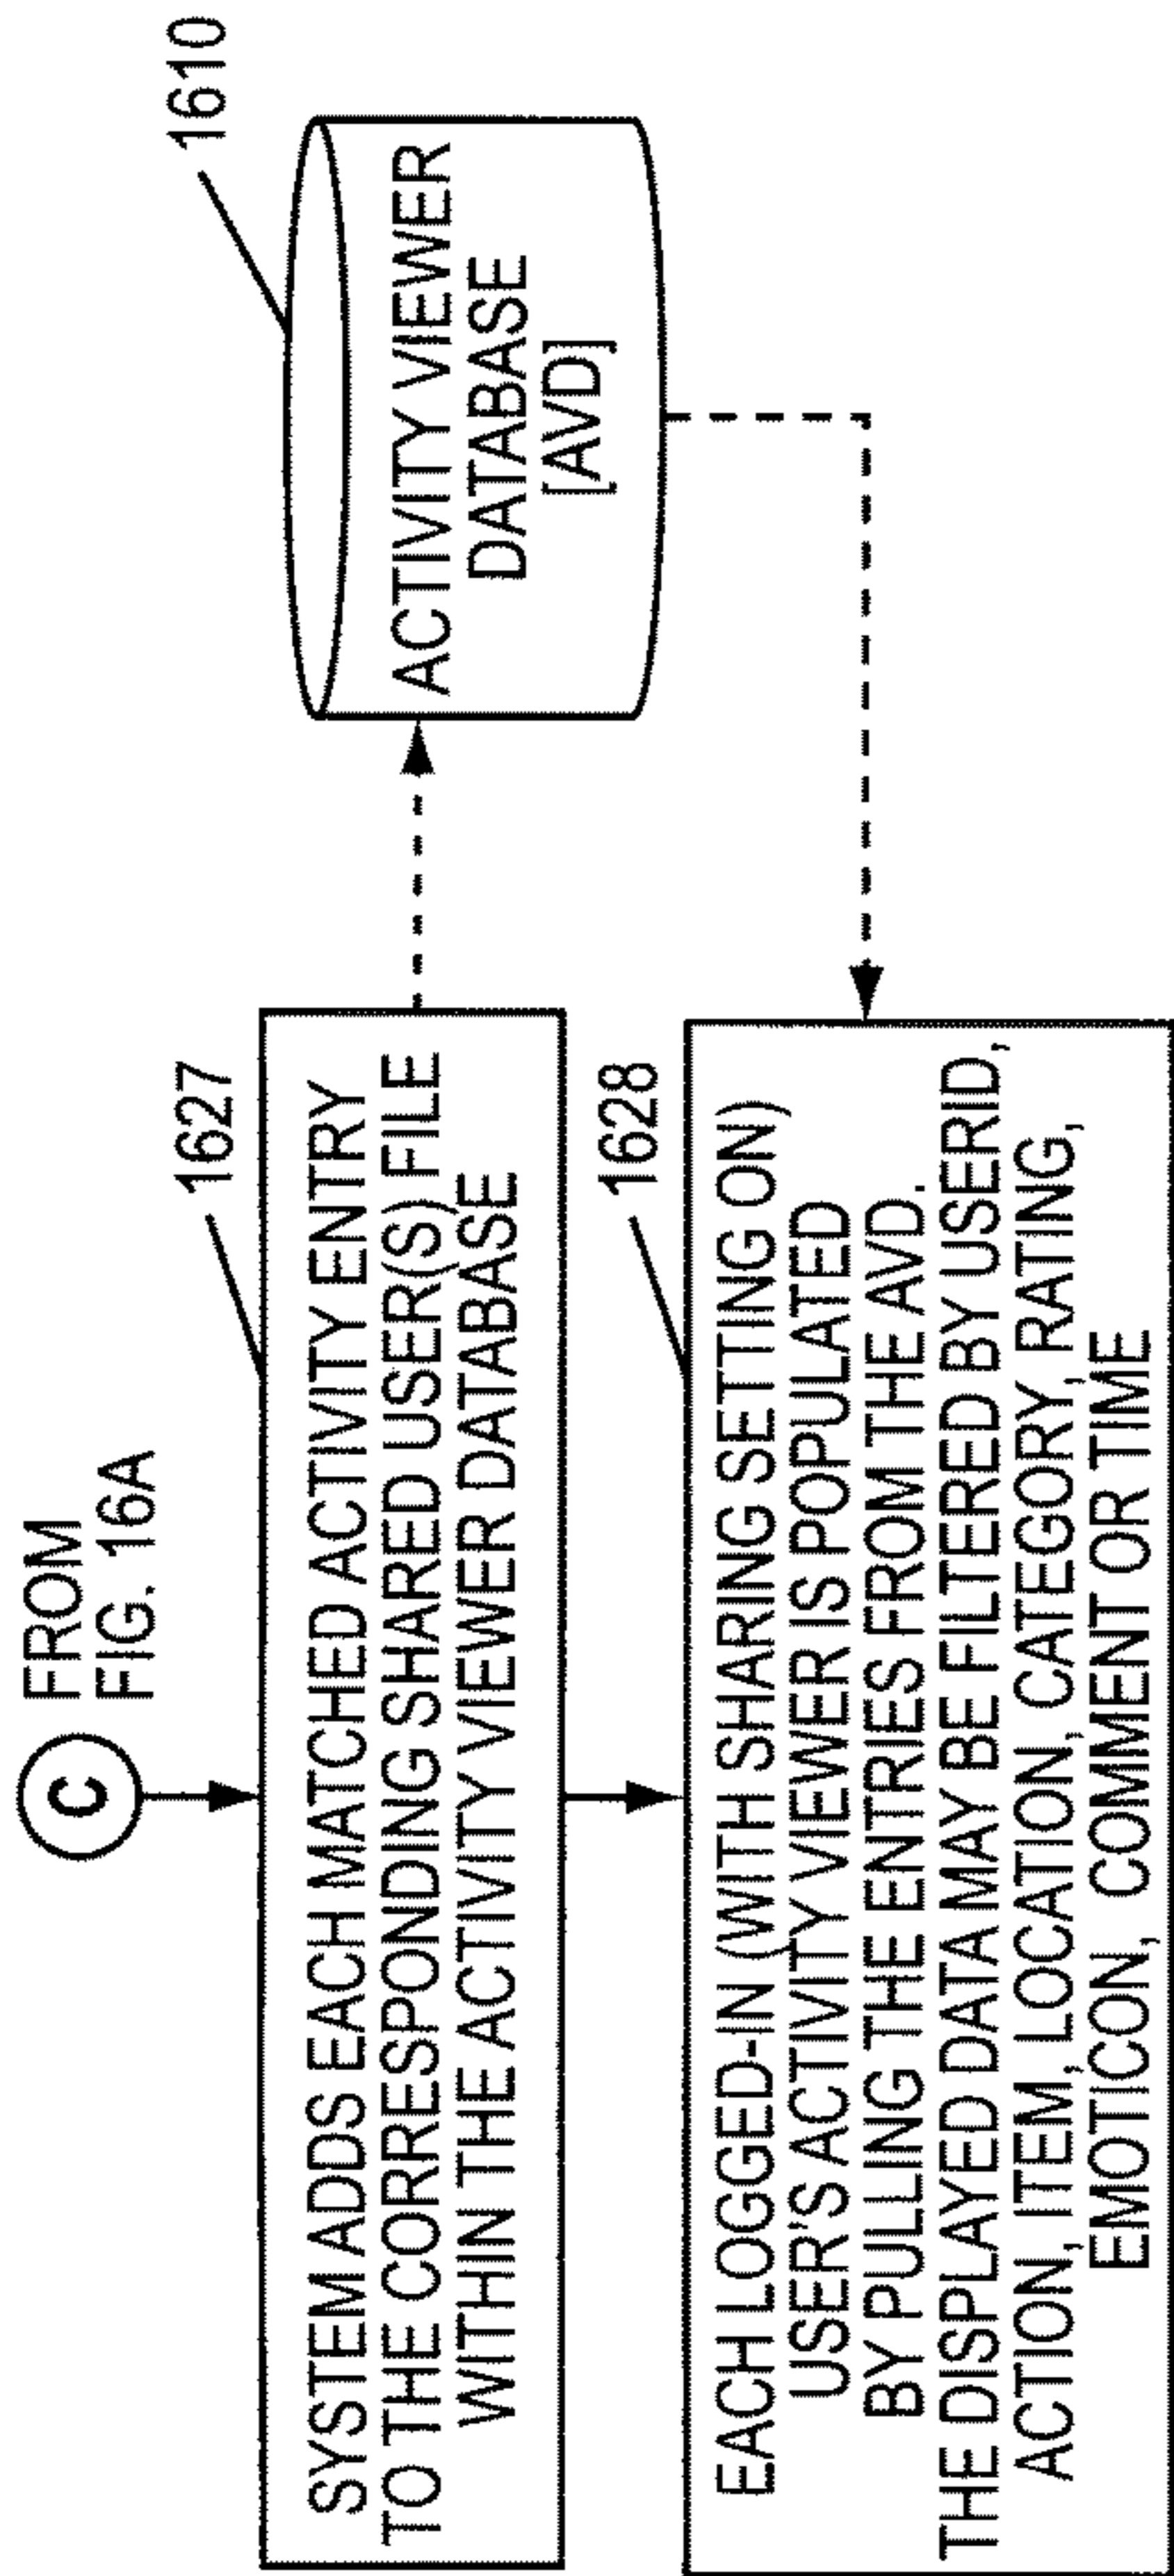 C
FROM
FIG. 16A
1627
SYSTEM ADDS EACH MATCHED ACTIVITY ENTRY
TO THE CORRESPONDING SHARED USER(S) FILE
WITHIN THE ACTIVITY VIEWER DATABASE
1610
ACTIVITY VIEWER
DATABASE
[AVD]
1628
EACH LOGGED-IN (WITH SHARING SETTING ON)
USER'S ACTIVITY VIEWER IS POPULATED
BY PULLING THE ENTRIES FROM THE AVD.
THE DISPLAYED DATA MAY BE FILTERED BY USERID,
ACTION, ITEM, LOCATION, CATEGORY, RATING,
EMOTICON, COMMENT OR TIME